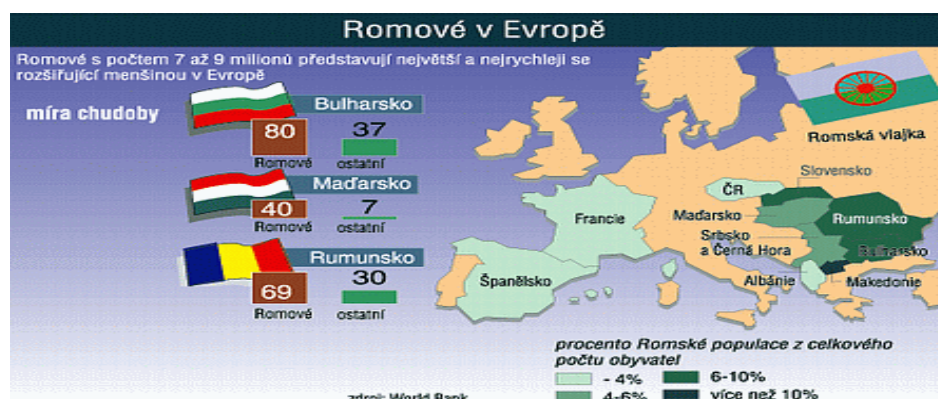 Romové v Evropě
Romové s počtem 7 až 9 milionů představují největší a nejrychleji se
rozšiřující menšinou v Evropě
míra chudoby
Bulharsko
80
37
Romové
ostatní
Maďarsko
40
7
Romové
ostatní
Rumunsko
69
30
Romové
ostatní
Romská vlajka
Slovensko
ČR
Francie
Maďarsko
Rumunsko
Srbsko
a Černá Hora
Bulharsko
Španělsko
Albánie
Makedonie
procento Romské populace z celkového
počtu obyvatel
- 4%
6-10%
4-6%
více než 10%
zdroj: World Bank